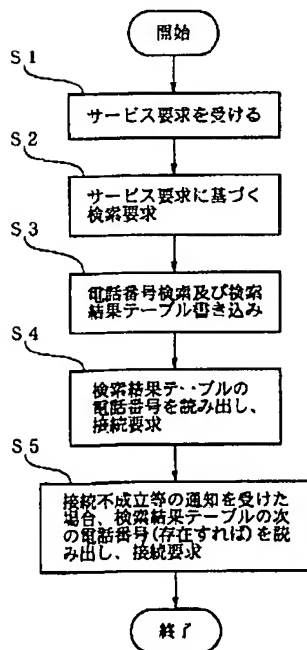 開始
S1
サービス要求を受ける
S2
サービス要求に基づく
検索要求
S3
電話番号検索及び検索
結果テーブル書き込み
S4
検索結果テーブルの
電話番号を読み出し、
接続要求
S5
接続不成立等の通知を受けた
場合、検索結果テーブルの次
の電話番号(存在すれば)を読
み出し、接続要求
終了